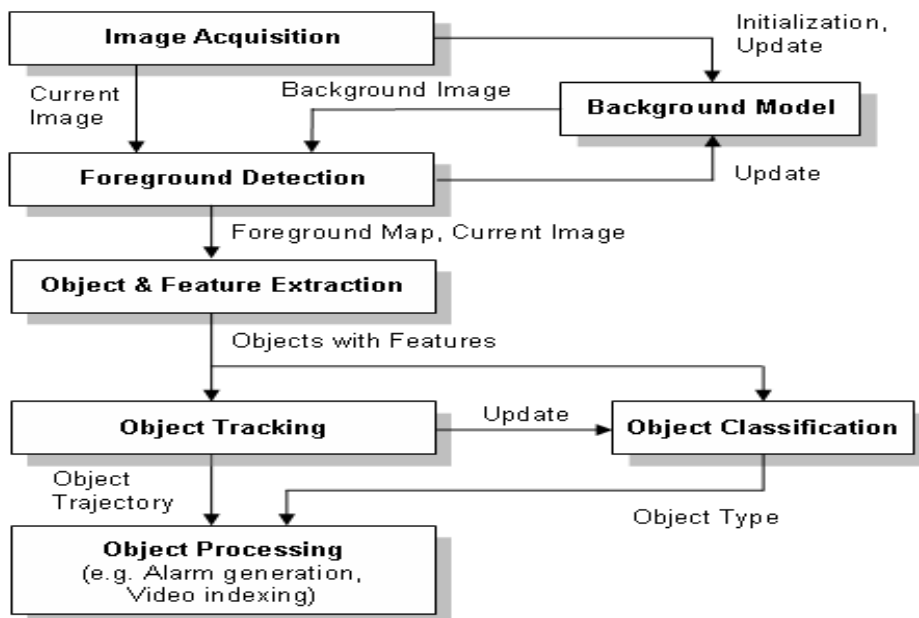 Image Acquisition
Initialization,
Update
Current
Image
Background Image
Background Model
Foreground Detection
Update
Foreground Map, Current Image
Object & Feature Extraction
Objects with Features
Object Tracking
Update
Object Classification
Object
Trajectory
Object Type
Object Processing
(e.g. Alarm generation,
Video indexing)